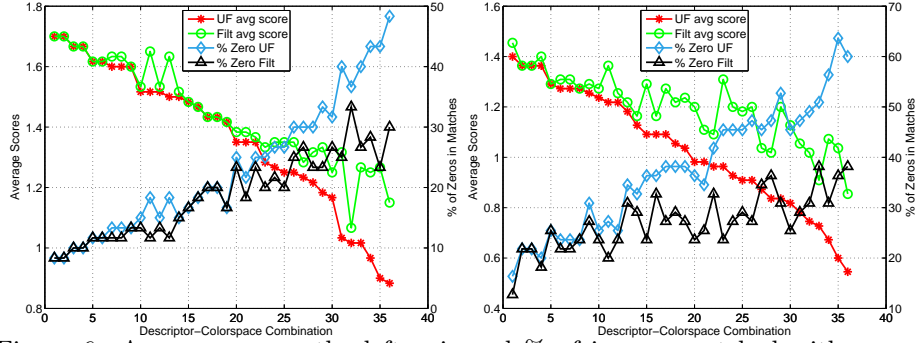 UF avg score
Filt avg score
% Zero UF
% Zero Filt
Average Scores
1.8
1.6
1.4
1.2
1
0.8
50
40
30
20
10
0
% of Zeros in Matches
0 5 10 15 20 25 30 35 40
Descriptor−Colorspace Combination
UF avg score
Filt avg score
% Zero UF
% Zero Filt
Average Scores
1.6
1.4
1.2
1
0.8
0.6
0.4
70
60
50
40
30
20
10
% of Zeros in Matches
0 5 10 15 20 25 30 35 40
Descriptor−Colorspace Combination